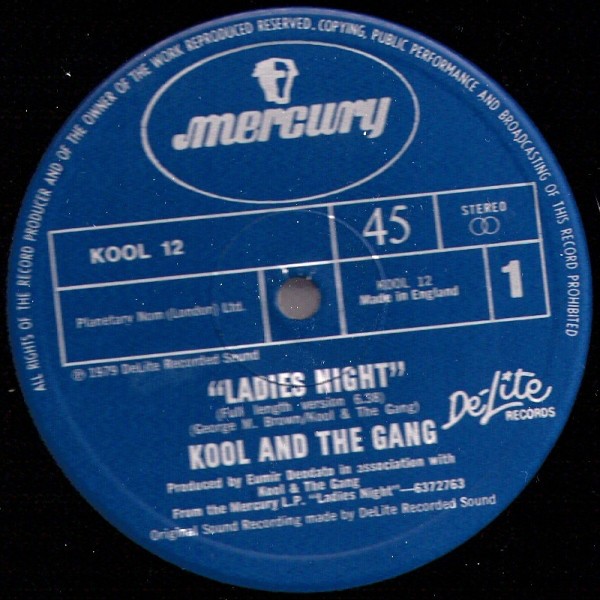 ALL RIGHTS OF THE RECORD PRODUCER AND OF THE OWNER OF THE WORK REPRODUCED RESERVED. COPYING, PUBLIC PERFORMANCE AND BROADCASTING OF THIS RECORD PROHIBITED
mercury
KOOL 12
45
STEREO
Planetary Nom (London) Ltd.
KOOL 12
Made in England
1
℗ 1979 DeLite Recorded Sound
"LADIES NIGHT"
(Full length version 6.38)
(George M. Brown/Kool & The Gang)
De-Lite
RECORDS
KOOL AND THE GANG
Produced by Eumir Deodato in association with
Kool & The Gang
From the Mercury L.P. "Ladies Night"—6372763
Original Sound Recording made by DeLite Recorded Sound